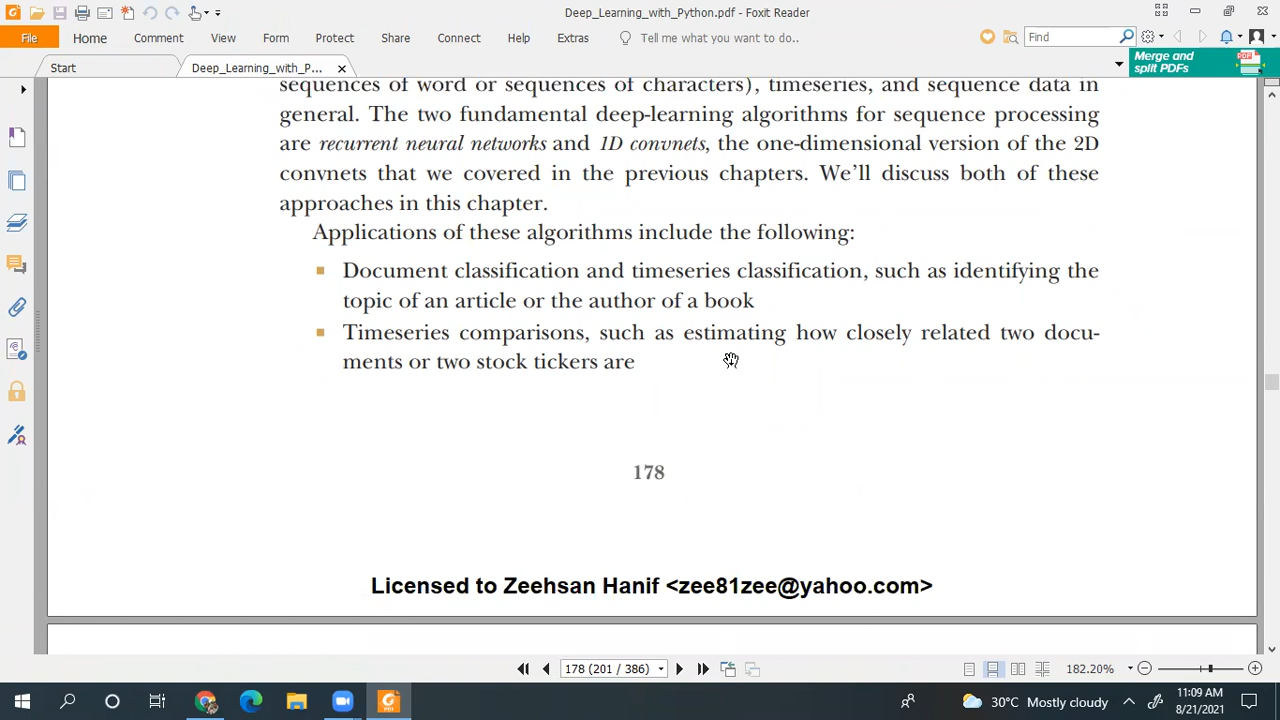 Deep_Learning_with_Python.pdf - Foxit Reader
File Home Comment View Form Protect Share Connect Help Extras Tell me what you want to do.. Find
Start Deep_Learning_with_P...
Merge and
split PDFs
sequences of word or sequences of characters), timeseries, and sequence data in
general. The two fundamental deep-learning algorithms for sequence processing
are recurrent neural networks and 1D convnets, the one-dimensional version of the 2D
convnets that we covered in the previous chapters. We’ll discuss both of these
approaches in this chapter.
Applications of these algorithms include the following:
Document classification and timeseries classification, such as identifying the
topic of an article or the author of a book
Timeseries comparisons, such as estimating how closely related two docu-
ments or two stock tickers are
178
Licensed to Zeehsan Hanif <zee81zee@yahoo.com>
178 (201 / 386) 182.20%
30°C Mostly cloudy
11:09 AM
8/21/2021